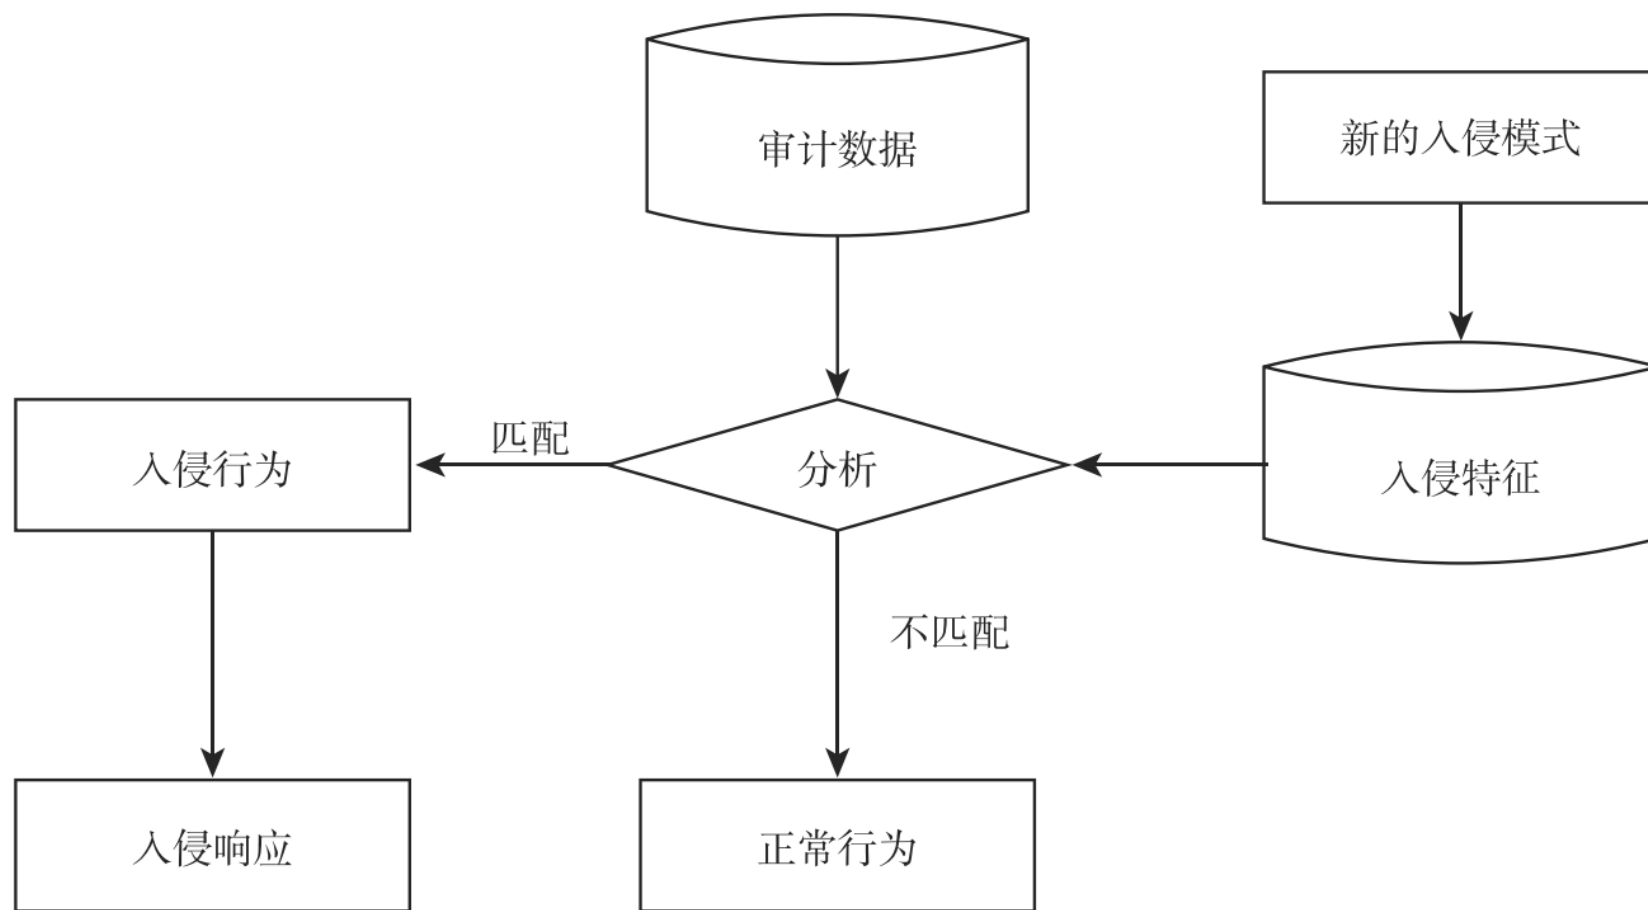 审计数据
新的入侵模式
匹配
入侵行为
分析
入侵特征
不匹配
入侵响应
正常行为